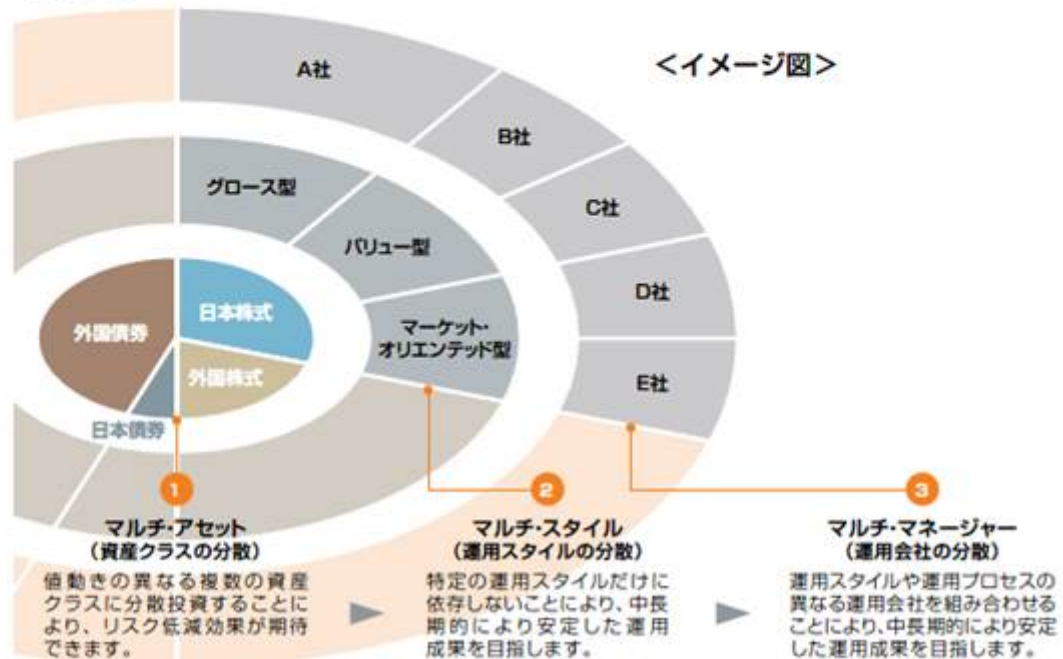 ＜イメージ図＞
A社
B社
C社
D社
E社
グロース型
バリュー型
マーケット・
オリエンテッド型
日本株式
外国債券
外国株式
日本債券
1
マルチ・アセット
（資産クラスの分散）
値動きの異なる複数の資産
クラスに分散投資することに
より、リスク低減効果が期待
できます。
2
マルチ・スタイル
（運用スタイルの分散）
特定の運用スタイルだけに
依存しないことにより、中長
期的により安定した運用
成果を目指します。
3
マルチ・マネージャー
（運用会社の分散）
運用スタイルや運用プロセスの
異なる運用会社を組み合わせる
ことにより、中長期的により安定
した運用成果を目指します。